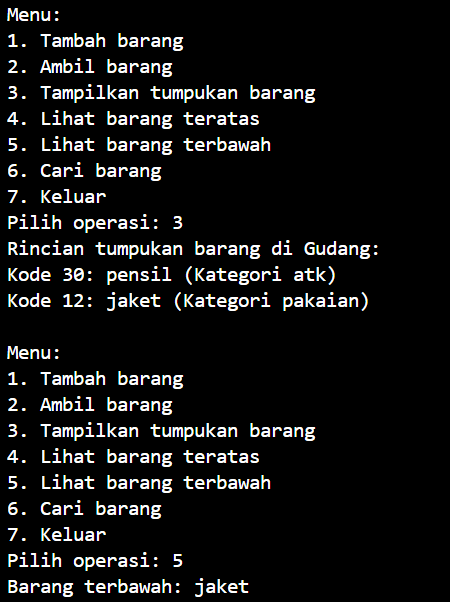 Menu:
1. Tambah barang
2. Ambil barang
3. Tampilkan tumpukan barang
4. Lihat barang teratas
5. Lihat barang terbawah
6. Cari barang
7. Keluar
Pilih operasi: 3
Rincian tumpukan barang di Gudang:
Kode 30: pensil (Kategori atk)
Kode 12: jaket (Kategori pakaian)

Menu:
1. Tambah barang
2. Ambil barang
3. Tampilkan tumpukan barang
4. Lihat barang teratas
5. Lihat barang terbawah
6. Cari barang
7. Keluar
Pilih operasi: 5
Barang terbawah: jaket